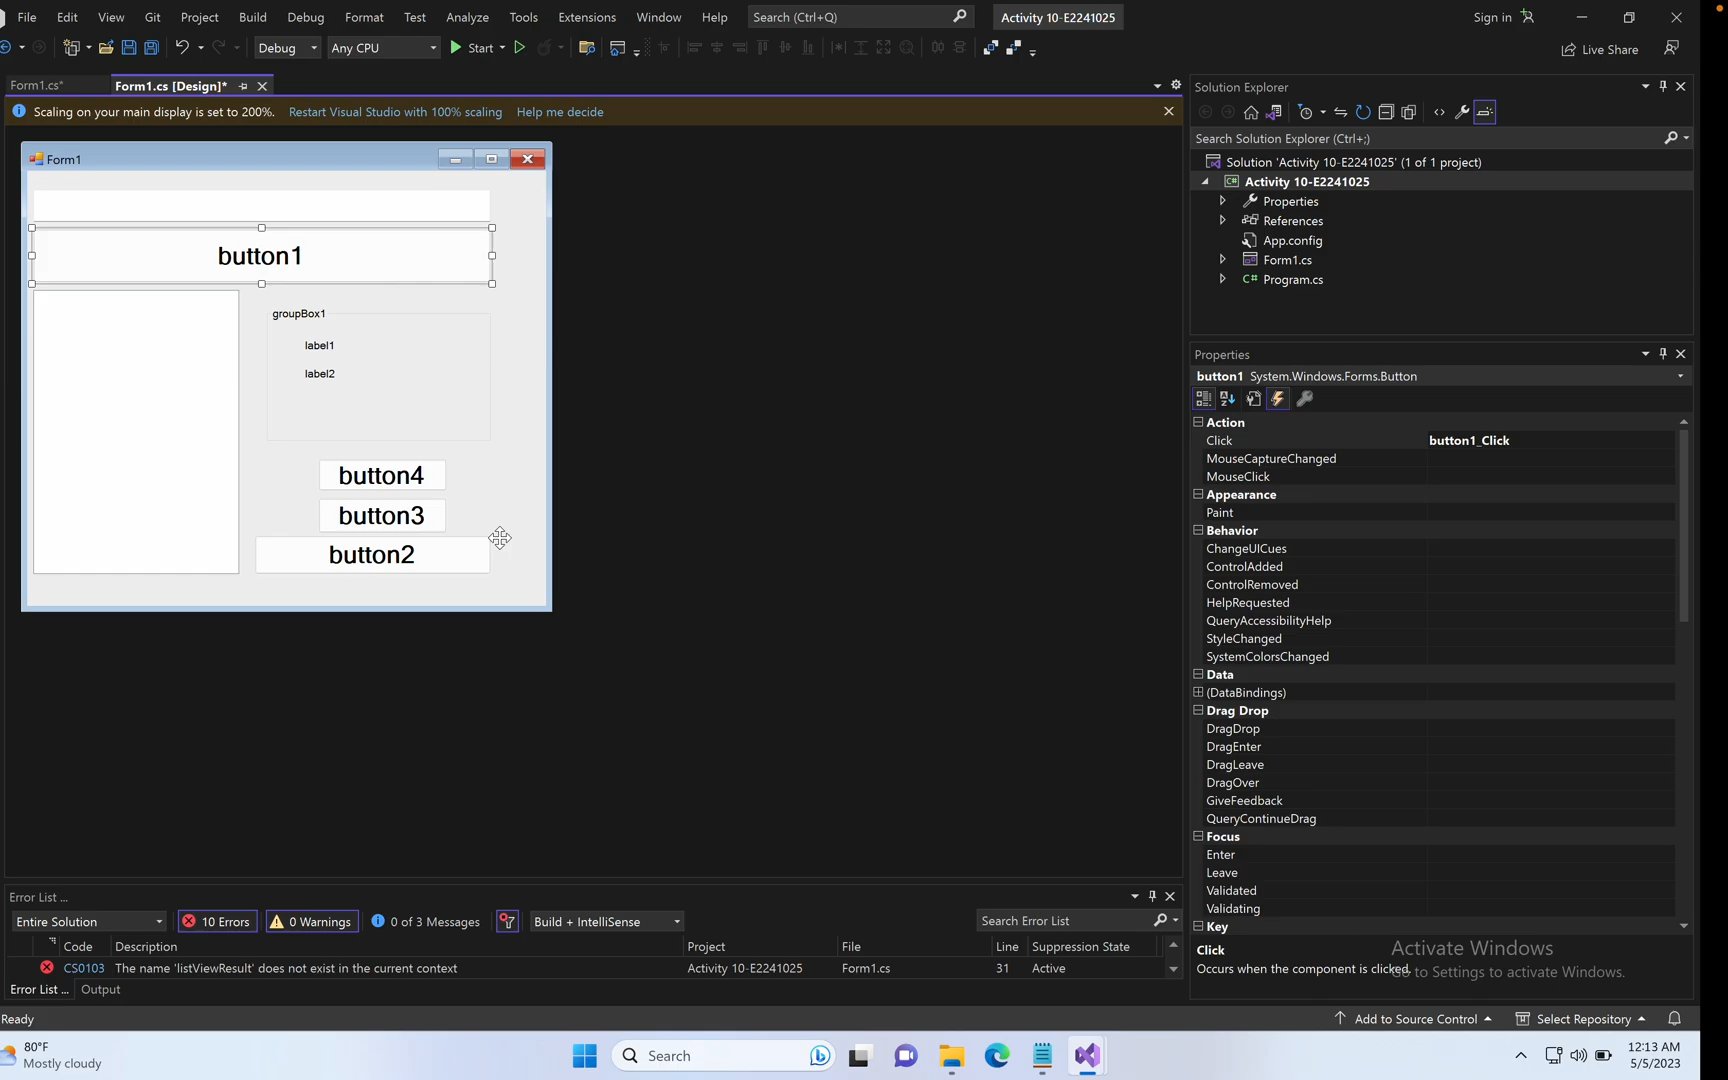 File Edit View Git Project Build Debug Format Test Analyze Tools Extensions Window Help Search (Ctrl+Q) Activity 10-E2241025 Sign in
Debug Any CPU Start Live Share
Form1.cs* Form1.cs [Design]*
Scaling on your main display is set to 200%. Restart Visual Studio with 100% scaling Help me decide
Form1
button1
groupBox1
label1
label2
button4
button3
button2
Solution Explorer
Search Solution Explorer (Ctrl+;)
Solution 'Activity 10-E2241025' (1 of 1 project)
Activity 10-E2241025
Properties
References
App.config
Form1.cs
C# Program.cs
Properties
button1 System.Windows.Forms.Button
Action
Click button1_Click
MouseCaptureChanged
MouseClick
Appearance
Paint
Behavior
ChangeUICues
ControlAdded
ControlRemoved
HelpRequested
QueryAccessibilityHelp
StyleChanged
SystemColorsChanged
Data
(DataBindings)
Drag Drop
DragDrop
DragEnter
DragLeave
DragOver
GiveFeedback
QueryContinueDrag
Focus
Enter
Leave
Validated
Validating
Key
Click
Occurs when the component is clicked.
Activate Windows
Go to Settings to activate Windows.
Error List ...
Entire Solution 10 Errors 0 Warnings 0 of 3 Messages Build + IntelliSense Search Error List
Code Description Project File Line Suppression State
CS0103 The name 'listViewResult' does not exist in the current context Activity 10-E2241025 Form1.cs 31 Active
Error List ... Output
Ready Add to Source Control Select Repository
80°F
Mostly cloudy
Search
12:13 AM
5/5/2023